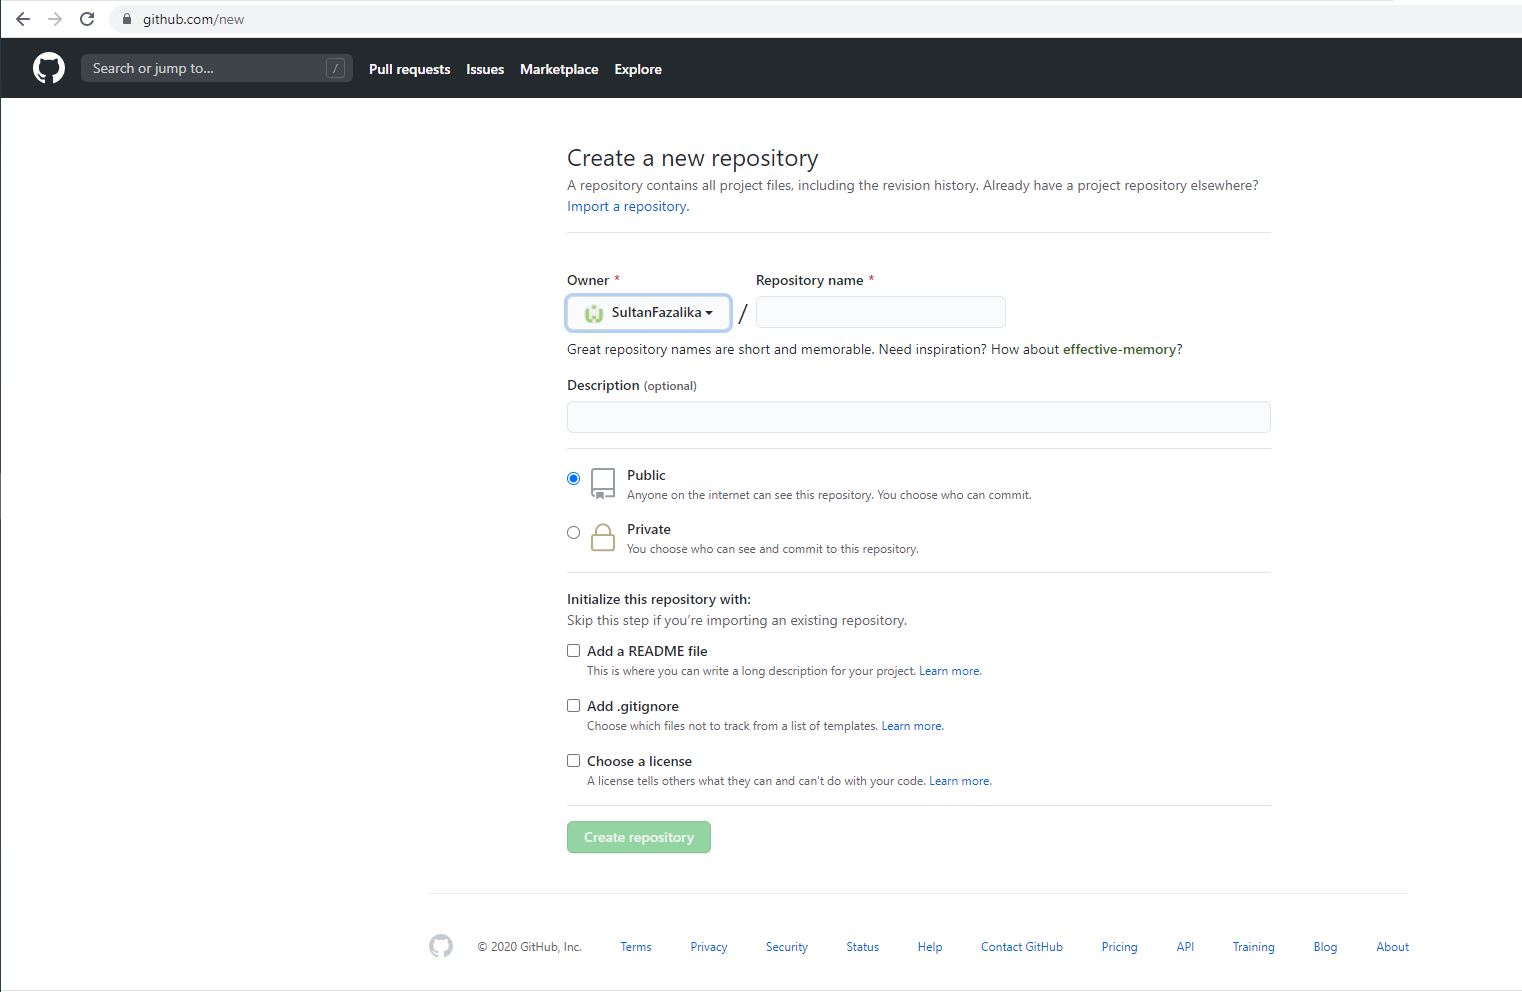 github.com/new
Search or jump to...
/
Pull requests
Issues
Marketplace
Explore
Create a new repository
A repository contains all project files, including the revision history. Already have a project repository elsewhere?
Import a repository.
Owner *
Repository name *
SultanFazalika
/
Great repository names are short and memorable. Need inspiration? How about effective-memory?
Description (optional)
Public
Anyone on the internet can see this repository. You choose who can commit.
Private
You choose who can see and commit to this repository.
Initialize this repository with:
Skip this step if you’re importing an existing repository.
Add a README file
This is where you can write a long description for your project. Learn more.
Add .gitignore
Choose which files not to track from a list of templates. Learn more.
Choose a license
A license tells others what they can and can't do with your code. Learn more.
Create repository
© 2020 GitHub, Inc.
Terms
Privacy
Security
Status
Help
Contact GitHub
Pricing
API
Training
Blog
About